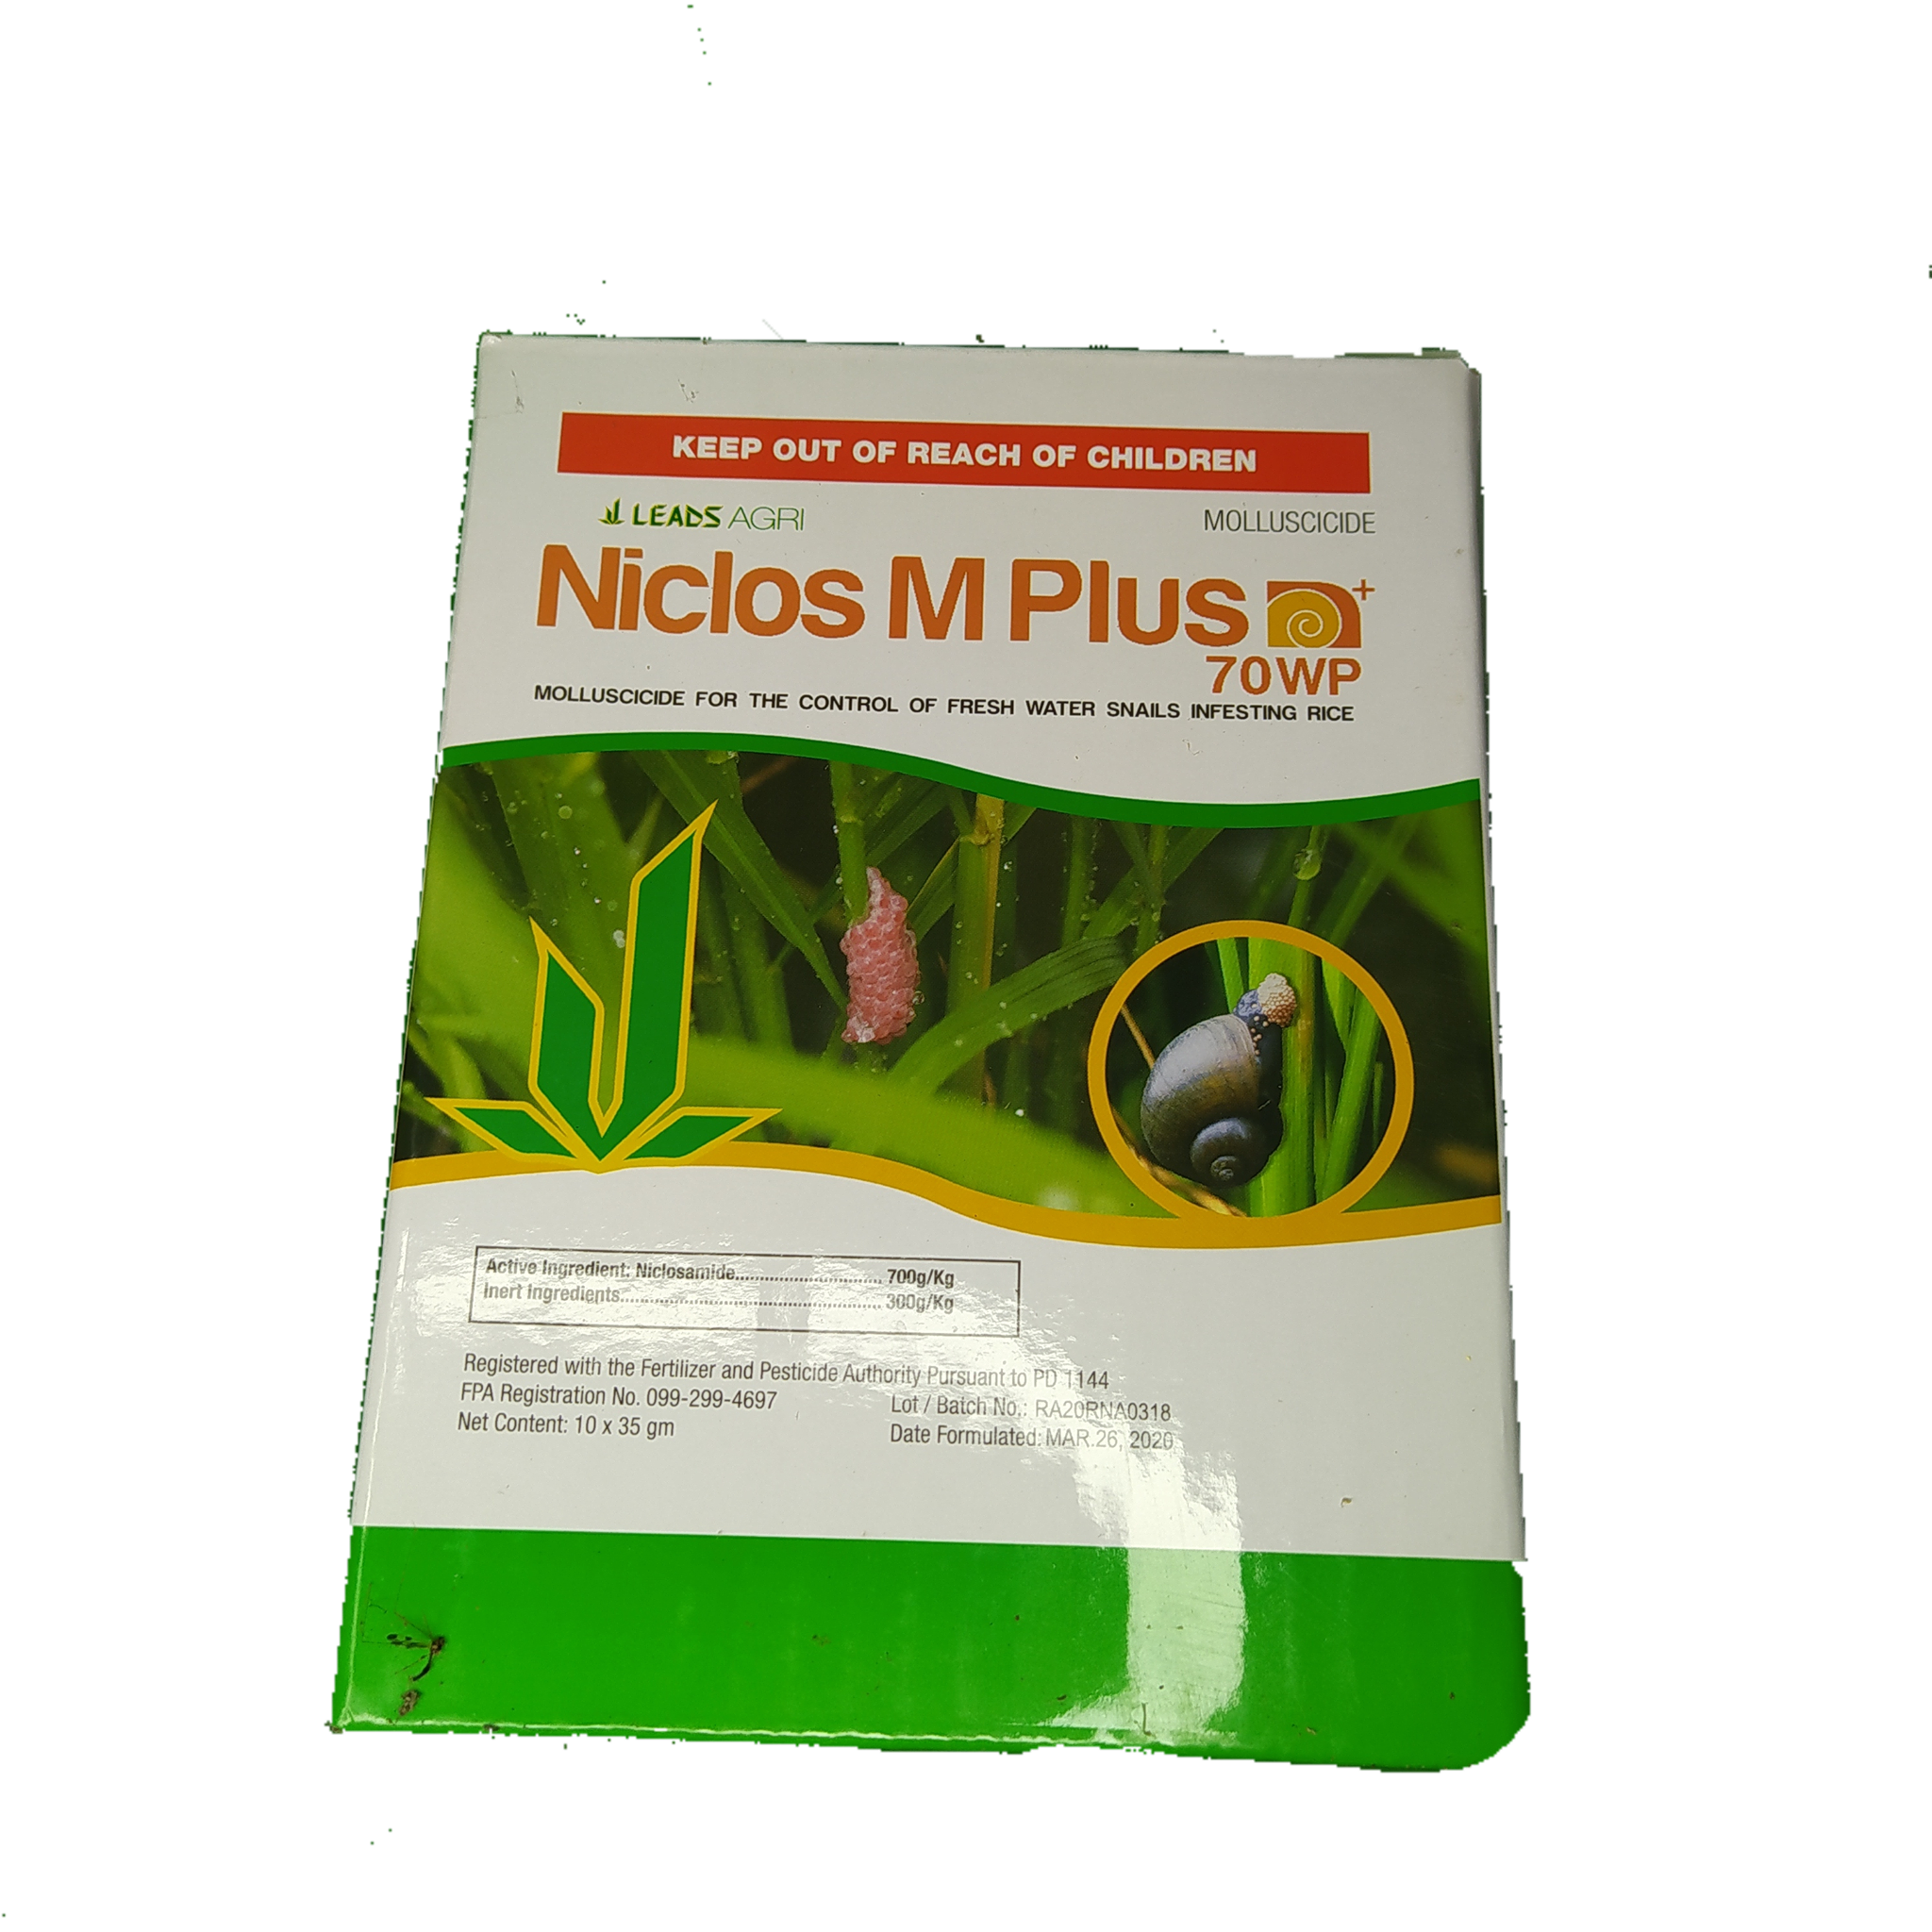 KEEP OUT OF REACH OF CHILDREN
LEADS AGRI
MOLLUSCICIDE
Niclos M Plus n+
70WP
MOLLUSCICIDE FOR THE CONTROL OF FRESH WATER SNAILS INFESTING RICE
Active Ingredient: Niclosamide.............................. 700g/Kg
Inert Ingredients..................................................... 300g/Kg
Registered with the Fertilizer and Pesticide Authority Pursuant to PD 1144
FPA Registration No. 099-299-4697
Lot / Batch No.: RA20RNA0318
Net Content: 10 x 35 gm
Date Formulated: MAR.26, 2020